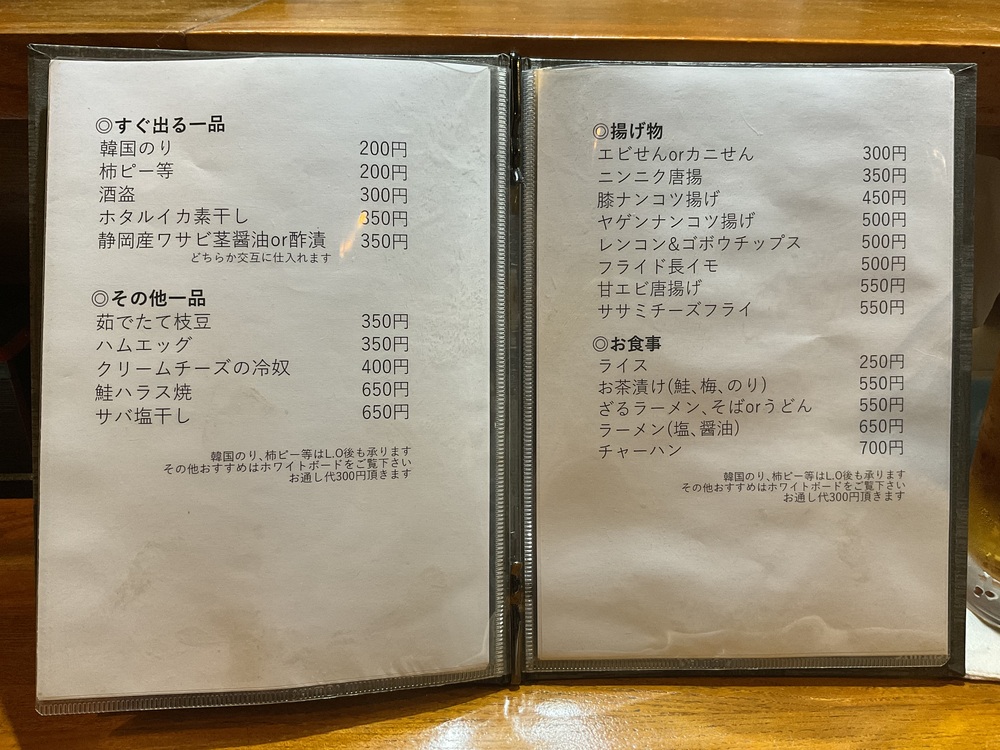 ◎すぐ出る一品
韓国のり 200円
柿ピー等 200円
酒盗 300円
ホタルイカ素干し 350円
静岡産ワサビ茎醤油or酢漬 350円
どちらか交互に仕入れます
◎その他一品
茹でたて枝豆 350円
ハムエッグ 350円
クリームチーズの冷奴 400円
鮭ハラス焼 650円
サバ塩干し 650円
韓国のり、柿ピー等はL.O後も承ります
その他おすすめはホワイトボードをご覧下さい
お通し代300円頂きます
◎揚げ物
エビせんorカニせん 300円
ニンニク唐揚 350円
膝ナンコツ揚げ 450円
ヤゲンナンコツ揚げ 500円
レンコン&ゴボウチップス 500円
フライド長イモ 500円
甘エビ唐揚げ 550円
ササミチーズフライ 550円
◎お食事
ライス 250円
お茶漬け(鮭、梅、のり) 550円
ざるラーメン、そばorうどん 550円
ラーメン(塩、醤油) 650円
チャーハン 700円
韓国のり、柿ピー等はL.O後も承ります
その他おすすめはホワイトボードをご覧下さい
お通し代300円頂きます